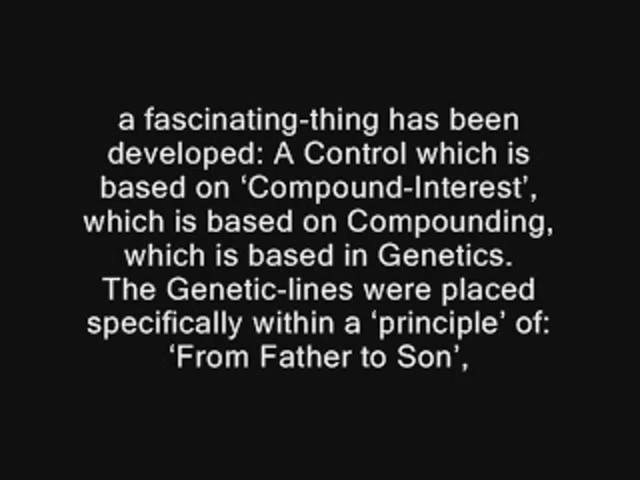 a fascinating-thing has been
developed: A Control which is
based on ‘Compound-Interest’,
which is based on Compounding,
which is based in Genetics.
The Genetic-lines were placed
specifically within a ‘principle’ of:
‘From Father to Son’,